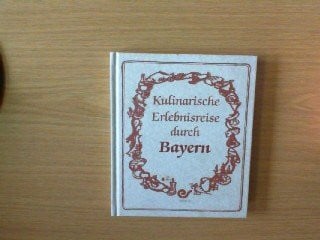 Kulinarische
Erlebnisreise
durch
Bayern